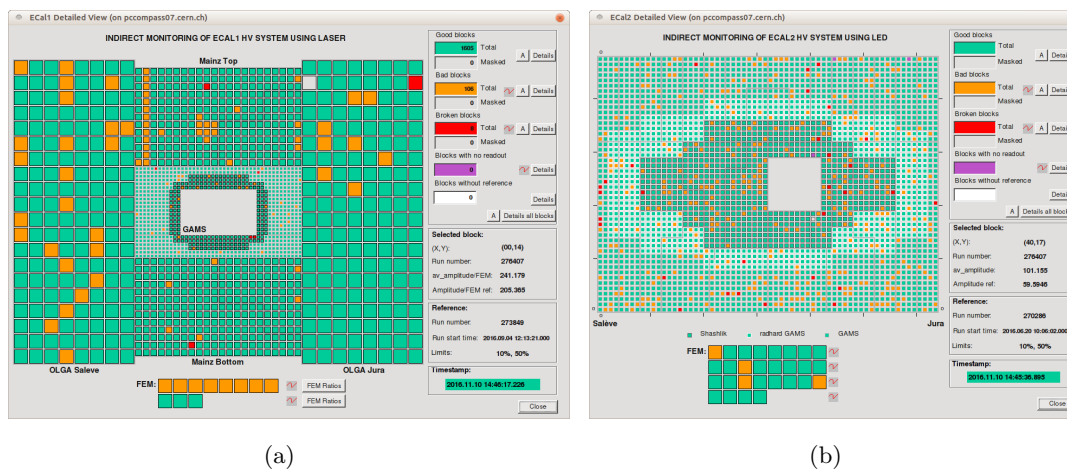 ECal1 Detailed View (on pccompass07.cern.ch)
INDIRECT MONITORING OF ECAL1 HV SYSTEM USING LASER
Mainz Top
GAMS
Mainz Bottom
OLGA Saleve
OLGA Jura
FEM:
FEM Ratios
FEM Ratios
Good blocks
1605 Total
A Details
0 Masked
Bad blocks
106 Total
A Details
0 Masked
Broken blocks
Total
A Details
0 Masked
Blocks with no readout
0
Details
Blocks without reference
0
Details
A Details all blocks
Selected block:
(X,Y): (00,14)
Run number: 276407
av_amplitude/FEM: 241.179
Amplitude/FEM ref: 205.365
Reference:
Run number: 273849
Run start time: 2016.09.04 12:13:21.000
Limits: 10%, 50%
Timestamp:
2016.11.10 14:46:17.226
Close
(a)
ECal2 Detailed View (on pccompass07.cern.ch)
INDIRECT MONITORING OF ECAL2 HV SYSTEM USING LED
0
0
0
0
Salève
Jura
Shashlik
radhard GAMS
GAMS
FEM:
Good blocks
Total
A Details
Masked
Bad blocks
Total
A Details
Masked
Broken blocks
Total
A Details
Masked
Blocks with no readout
Details
Blocks without reference
Detai
A Details all blocks
Selected block:
(X,Y): (40,17)
Run number: 276407
av_amplitude: 101.155
Amplitude ref: 59.5946
Reference:
Run number: 270286
Run start time: 2016.06.20 10:06:02.000
Limits: 10%, 50%
Timestamp:
2016.11.10 14:45:36.895
Close
(b)